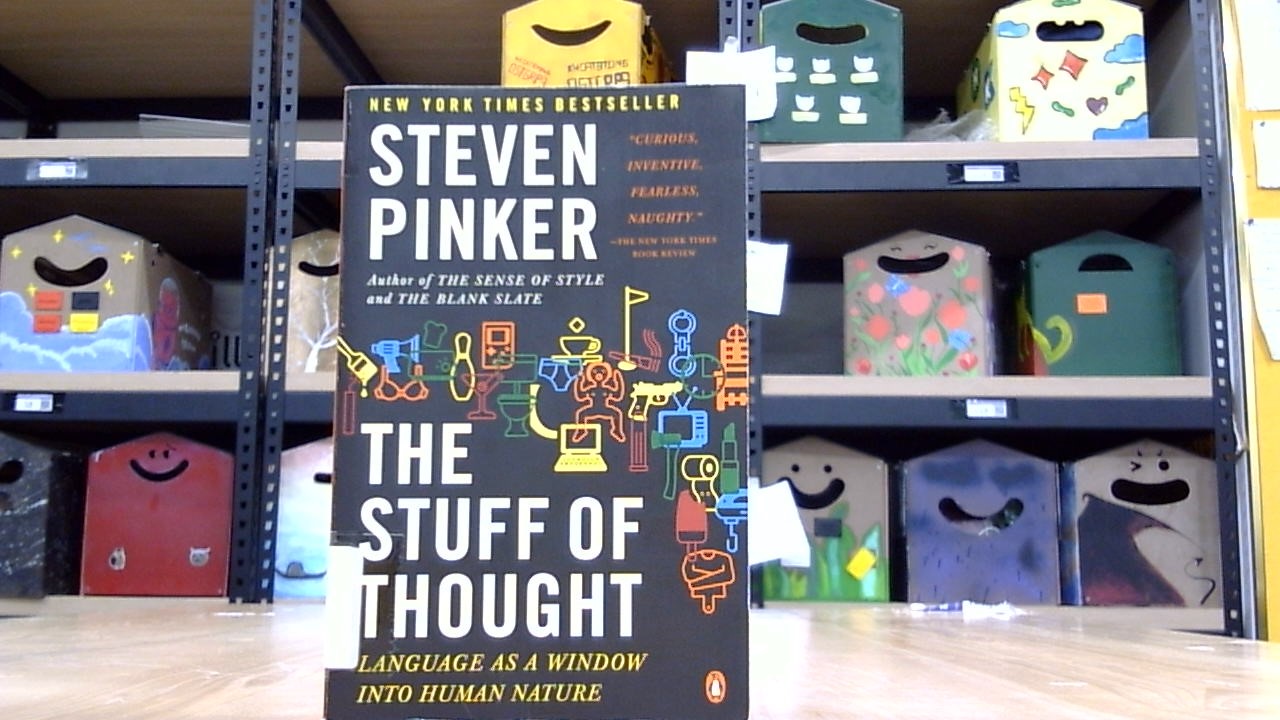 NEW YORK TIMES BESTSELLER
STEVEN
PINKER
"CURIOUS,
INVENTIVE,
FEARLESS,
NAUGHTY."
—THE NEW YORK TIMES
BOOK REVIEW
Author of THE SENSE OF STYLE
and THE BLANK SLATE
THE
STUFF OF
THOUGHT
LANGUAGE AS A WINDOW
INTO HUMAN NATURE